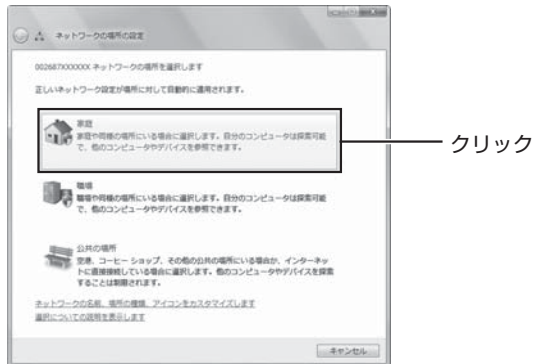 ネットワークの場所の設定
002687XXXXXX ネットワークの場所を選択します
正しいネットワーク設定が場所に対して自動的に適用されます。
家庭
家庭や同様の場所にいる場合に選択します。自分のコンピュータは探索可能
で、他のコンピュータやデバイスを参照できます。
クリック
職場
職場や同様の場所にいる場合に選択します。自分のコンピュータは探索可能
で、他のコンピュータやデバイスを参照できます。
公共の場所
空港、コーヒー ショップ、その他の公共の場所にいる場合か、インターネッ
トに直接接続している場合に選択します。他のコンピュータやデバイスを探索
することは制限されます。
ネットワークの名前、場所の種類、アイコンをカスタマイズします
選択についての説明を表示します
キャンセル